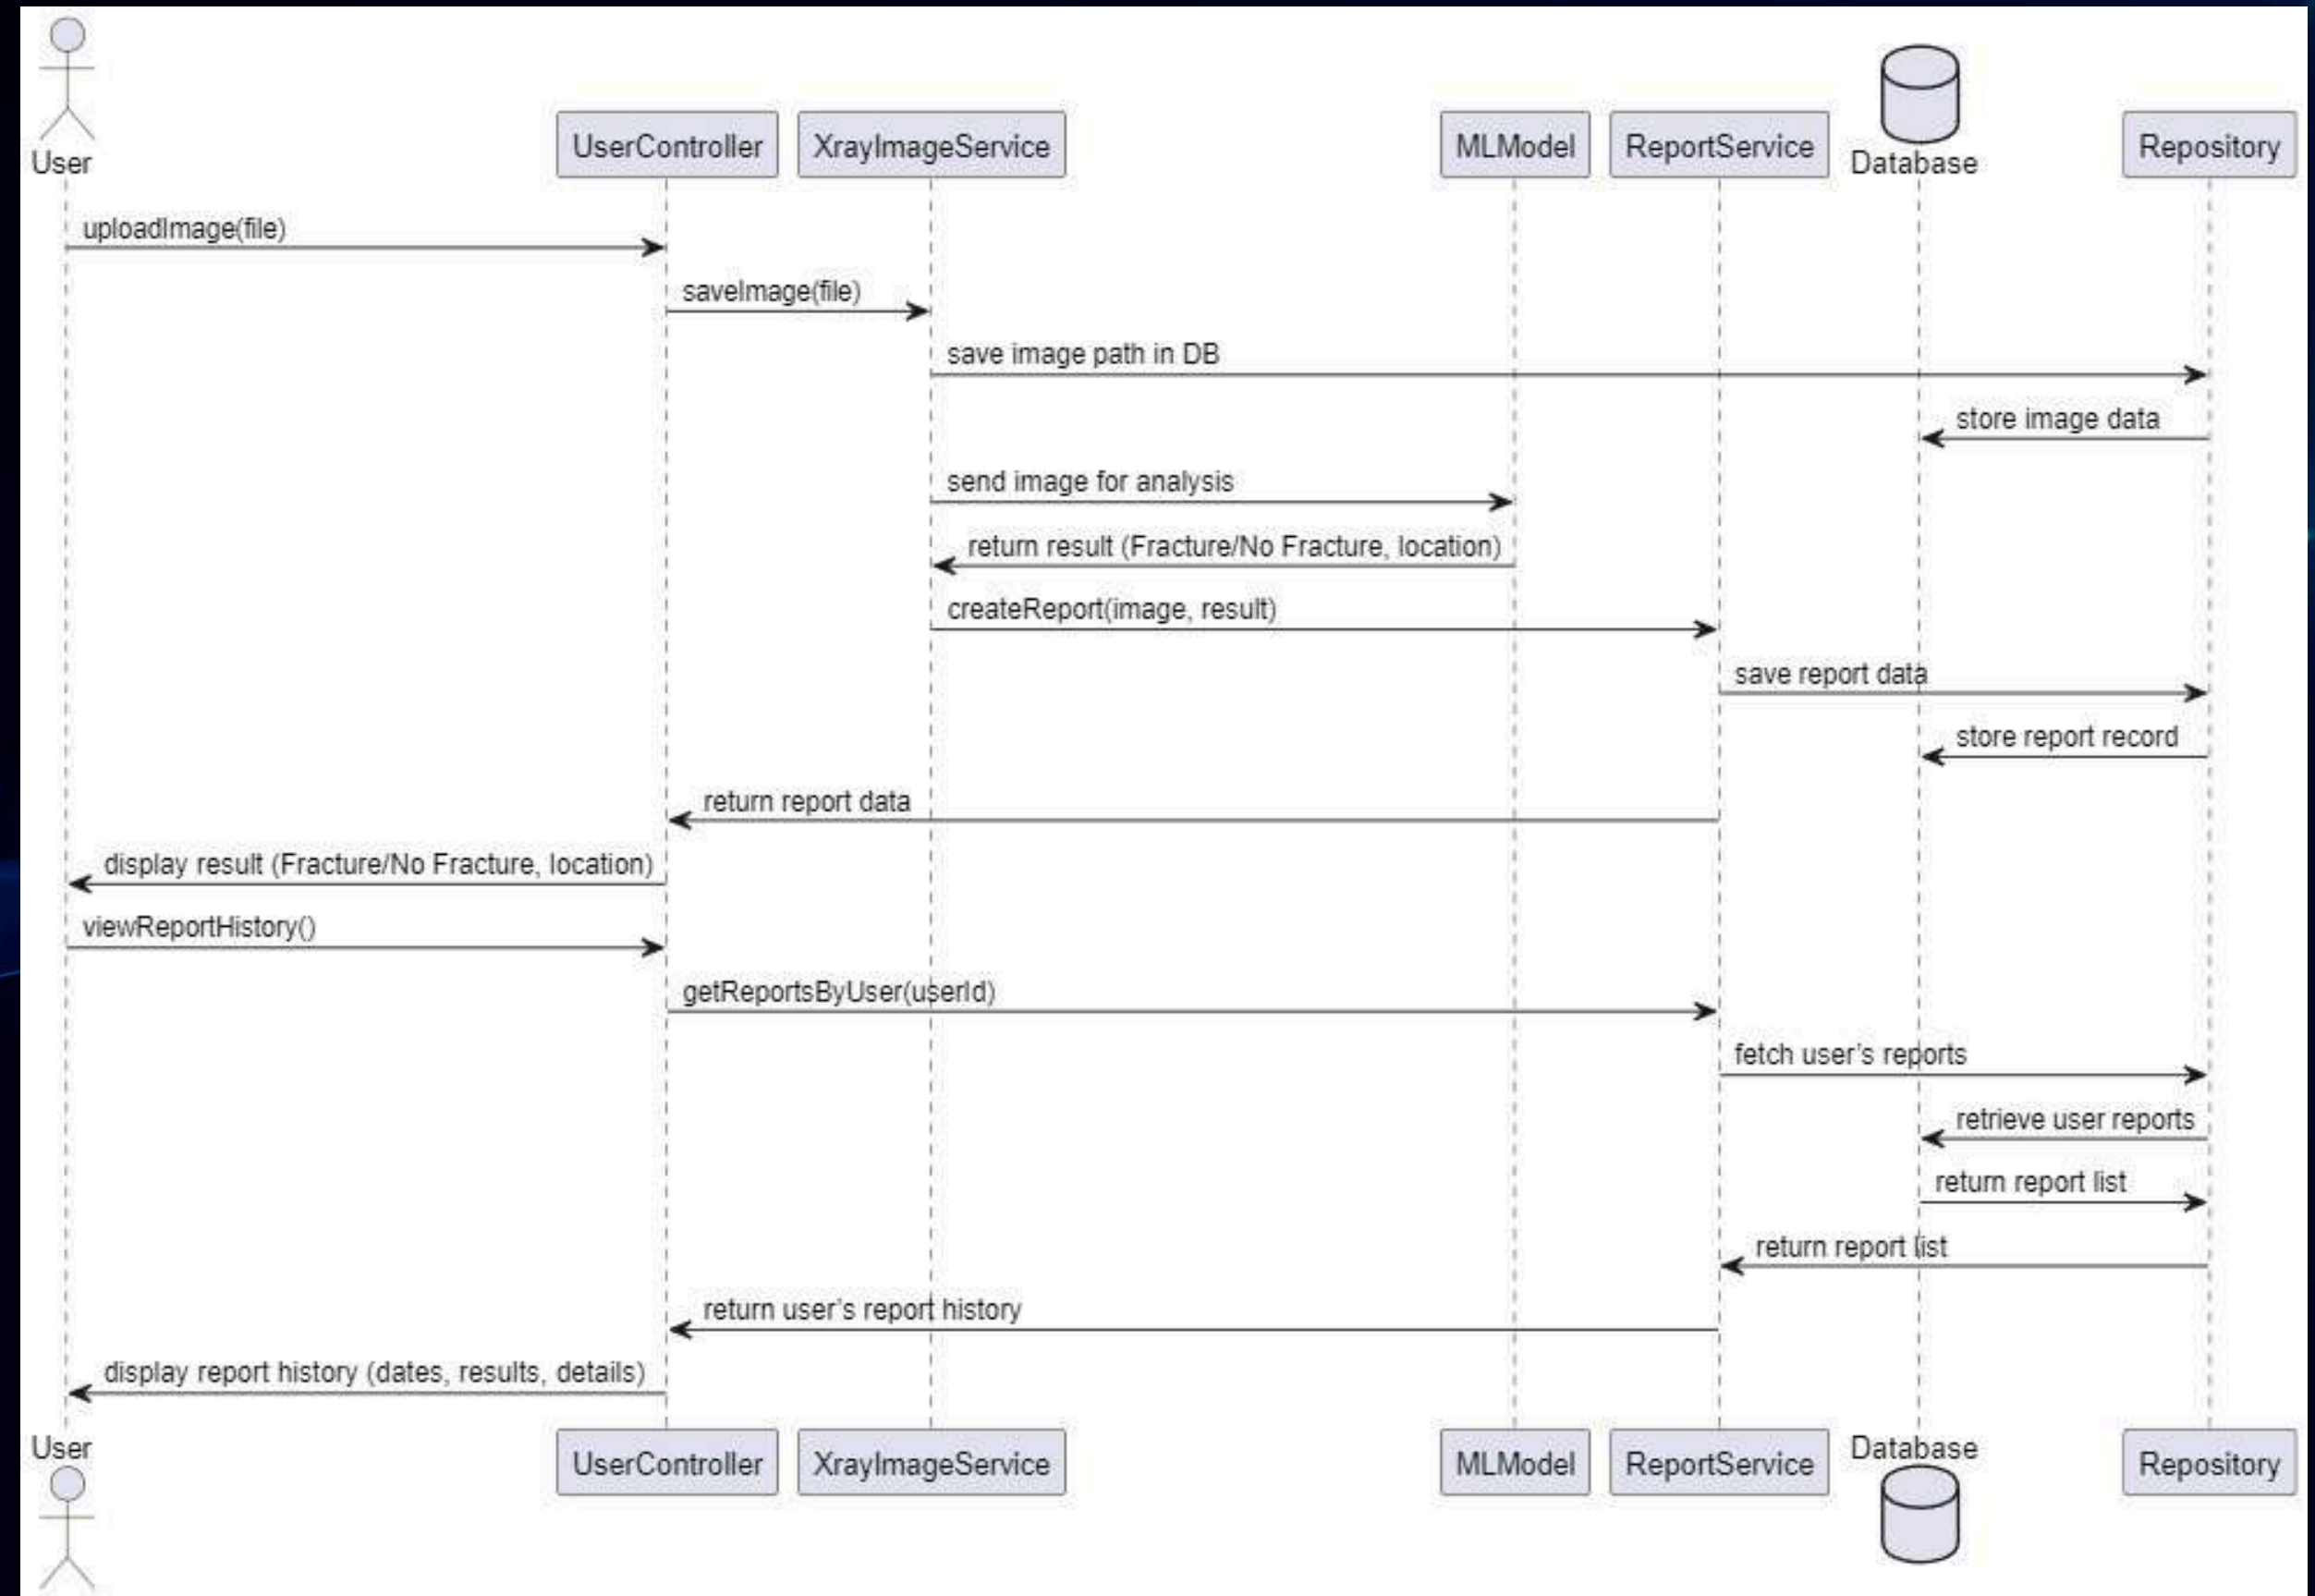 User
UserController
XrayImageService
MLModel
ReportService
Database
Repository
uploadImage(file)
saveImage(file)
save image path in DB
store image data
send image for analysis
return result (Fracture/No Fracture, location)
createReport(image, result)
save report data
store report record
return report data
display result (Fracture/No Fracture, location)
viewReportHistory()
getReportsByUser(userId)
fetch user’s reports
retrieve user reports
return report list
return report list
return user’s report history
display report history (dates, results, details)
User
UserController
XrayImageService
MLModel
ReportService
Database
Repository